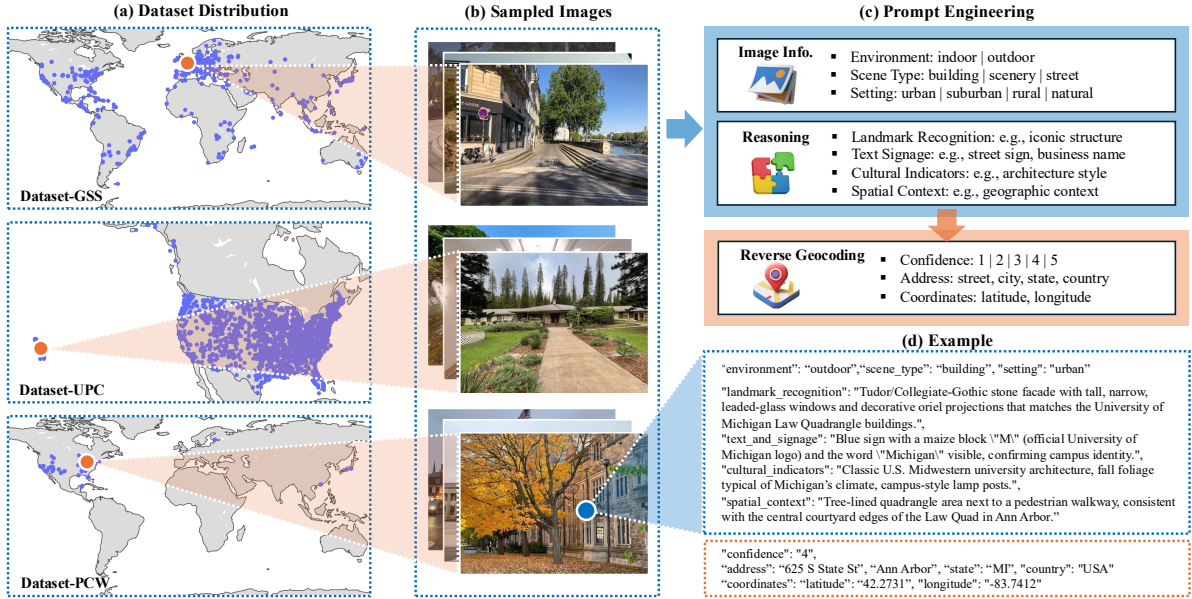 (a) Dataset Distribution
Dataset-GSS
Dataset-UPC
Dataset-PCW
(b) Sampled Images
(c) Prompt Engineering
Image Info.
▪ Environment: indoor | outdoor
▪ Scene Type: building | scenery | street
▪ Setting: urban | suburban | rural | natural
Reasoning
▪ Landmark Recognition: e.g., iconic structure
▪ Text Signage: e.g., street sign, business name
▪ Cultural Indicators: e.g., architecture style
▪ Spatial Context: e.g., geographic context
Reverse Geocoding
▪ Confidence: 1 | 2 | 3 | 4 | 5
▪ Address: street, city, state, country
▪ Coordinates: latitude, longitude
(d) Example
“environment”: “outdoor”,“scene_type”: “building”, "setting": "urban”
"landmark_recognition": "Tudor/Collegiate-Gothic stone facade with tall, narrow,
leaded-glass windows and decorative oriel projections that matches the University of
Michigan Law Quadrangle buildings.",
"text_and_signage": "Blue sign with a maize block \"M\" (official University of
Michigan logo) and the word \"Michigan\" visible, confirming campus identity.",
"cultural_indicators": "Classic U.S. Midwestern university architecture, fall foliage
typical of Michigan’s climate, campus-style lamp posts.",
"spatial_context": "Tree-lined quadrangle area next to a pedestrian walkway, consistent
with the central courtyard edges of the Law Quad in Ann Arbor.”
"confidence": "4",
“address”: “625 S State St”, “Ann Arbor”, “state”: “MI”, "country": "USA"
“coordinates”: “latitude”: “42.2731”, "longitude": "-83.7412"